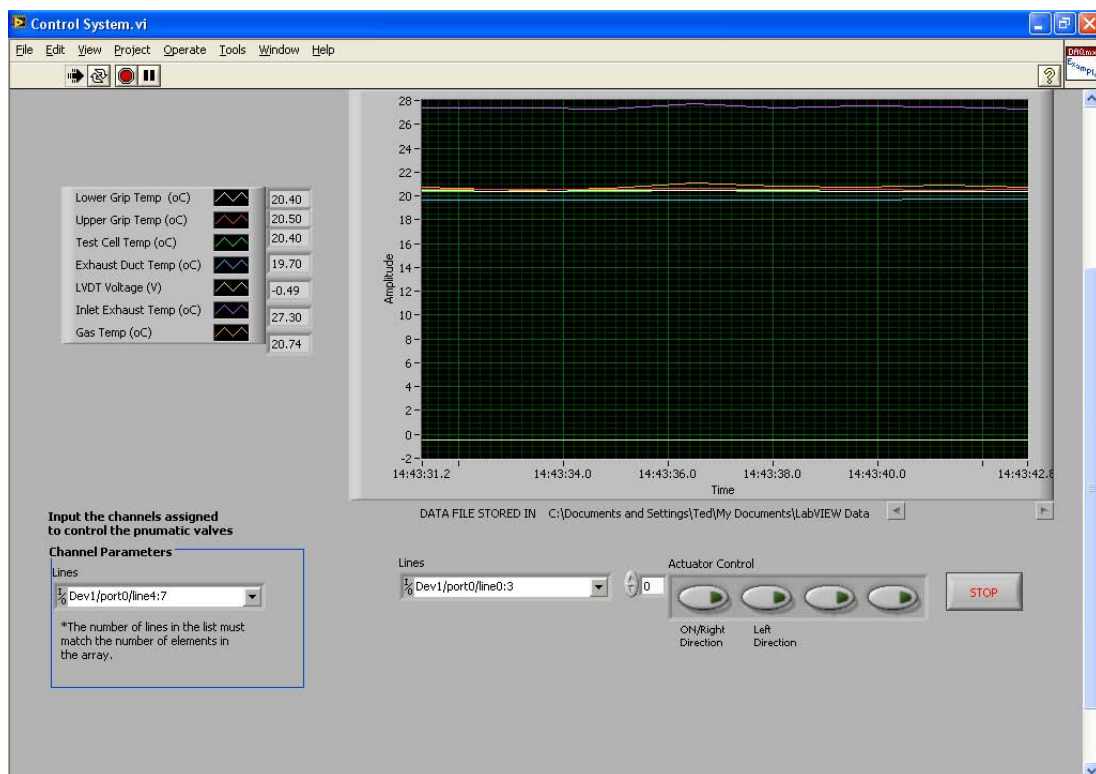 Control System.vi
File Edit View Project Operate Tools Window Help
?
DAQmx
Exampl
Lower Grip Temp (oC) 20.40
Upper Grip Temp (oC) 20.50
Test Cell Temp (oC) 20.40
Exhaust Duct Temp (oC) 19.70
LVDT Voltage (V) -0.49
Inlet Exhaust Temp (oC) 27.30
Gas Temp (oC) 20.74
Amplitude
28
26
24
22
20
18
16
14
12
10
8
6
4
2
0
-2
14:43:31.2 14:43:34.0 14:43:36.0 14:43:38.0 14:43:40.0 14:43:42.8
Time
DATA FILE STORED IN C:\Documents and Settings\Ted\My Documents\LabVIEW Data
Input the channels assigned
to control the pnumatic valves
Channel Parameters
Lines
I/O Dev1/port0/line4:7
*The number of lines in the list must
match the number of elements in
the array.
Lines
I/O Dev1/port0/line0:3
0
Actuator Control
ON/Right
Direction
Left
Direction
STOP